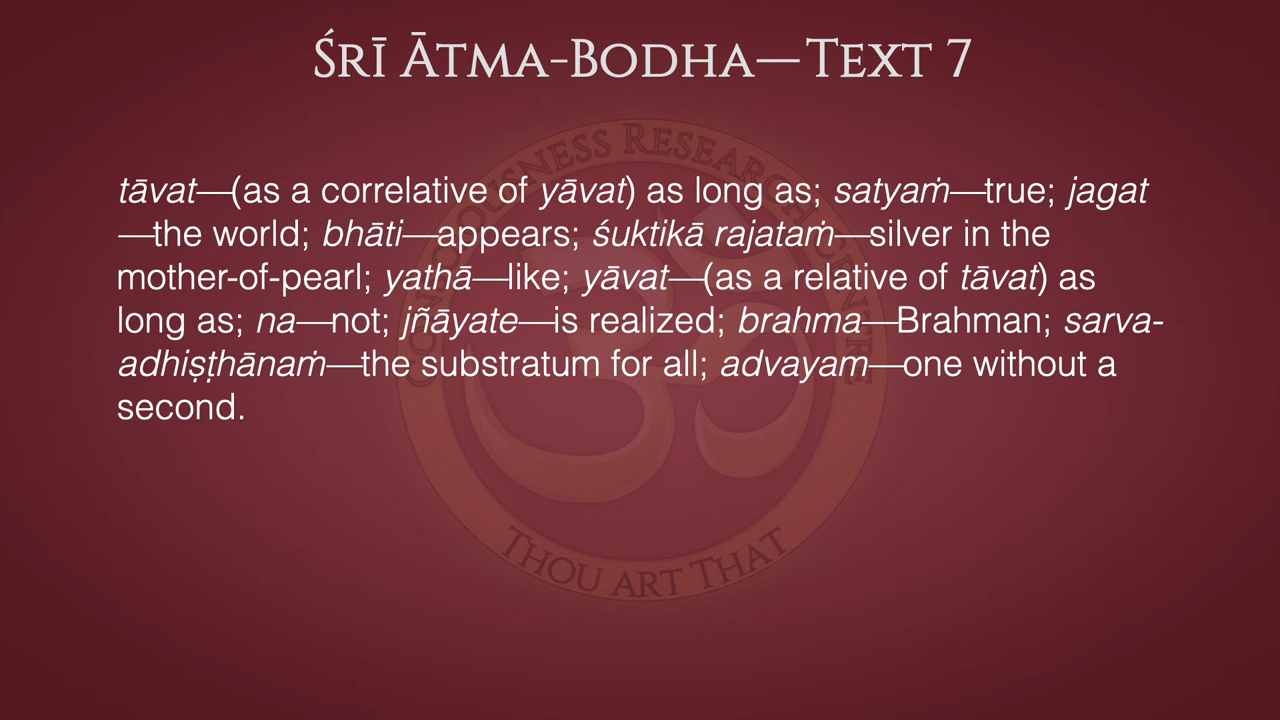 Śrī Ātma-Bodha—Text 7
tāvat—(as a correlative of yāvat) as long as; satyaṁ—true; jagat
—the world; bhāti—appears; śuktikā rajataṁ—silver in the
mother-of-pearl; yathā—like; yāvat—(as a relative of tāvat) as
long as; na—not; jñāyate—is realized; brahma—Brahman; sarva-
adhiṣṭhānaṁ—the substratum for all; advayam—one without a
second.
Consciousness Research Centre
Thou Art That